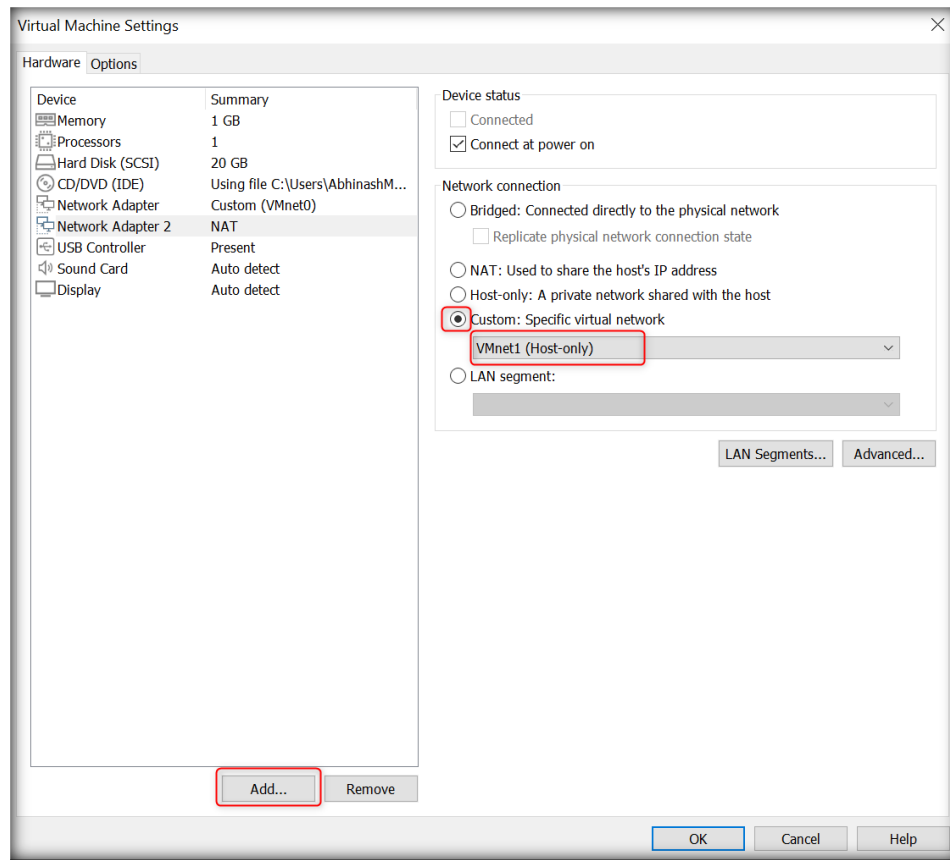 Virtual Machine Settings
Hardware Options
Device Summary
Memory 1 GB
Processors 1
Hard Disk (SCSI) 20 GB
CD/DVD (IDE) Using file C:\Users\AbhinashM...
Network Adapter Custom (VMnet0)
Network Adapter 2 NAT
USB Controller Present
Sound Card Auto detect
Display Auto detect
Add... Remove
Device status
Connected
Connect at power on
Network connection
Bridged: Connected directly to the physical network
Replicate physical network connection state
NAT: Used to share the host's IP address
Host-only: A private network shared with the host
Custom: Specific virtual network
VMnet1 (Host-only)
LAN segment:
LAN Segments... Advanced...
OK Cancel Help